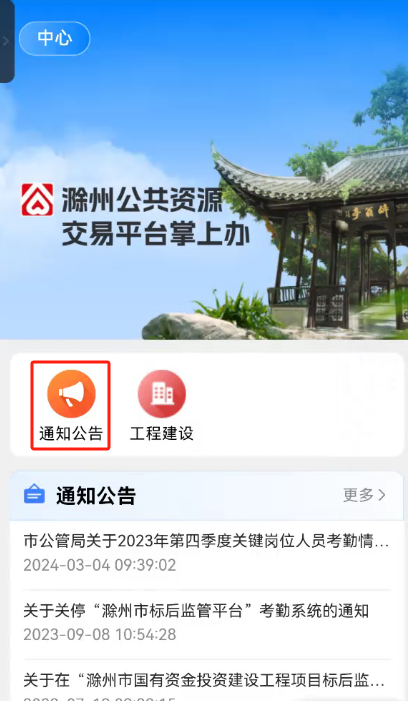 中心
滁州公共资源
交易平台掌上办
通知公告
工程建设
通知公告
更多
市公管局关于2023年第四季度关键岗位人员考勤情...
2024-03-04 09:39:02
关于关停“滁州市标后监管平台”考勤系统的通知
2023-09-08 10:54:28
关于在“滁州市国有资金投资建设工程项目标后监...